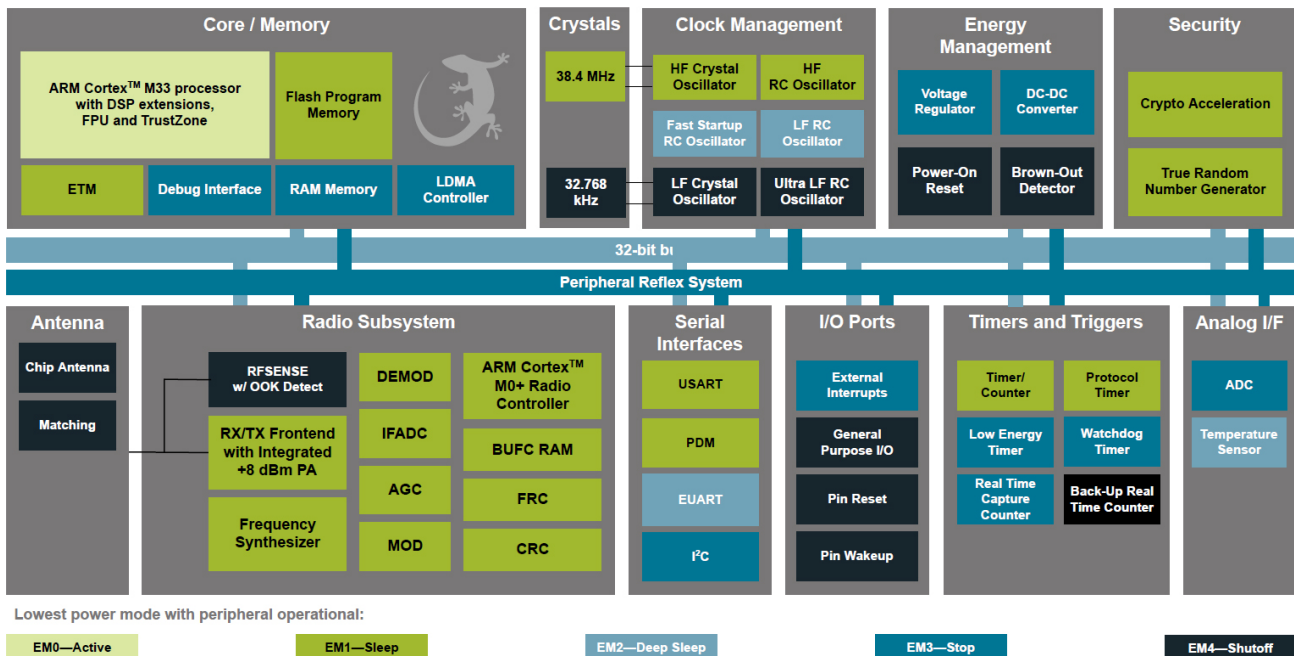 Core / Memory
ARM Cortex™ M33 processor
with DSP extensions,
FPU and TrustZone
Flash Program
Memory
ETM
Debug Interface
RAM Memory
LDMA
Controller
Crystals
38.4 MHz
32.768
kHz
Clock Management
HF Crystal
Oscillator
HF
RC Oscillator
Fast Startup
RC Oscillator
LF RC
Oscillator
LF Crystal
Oscillator
Ultra LF RC
Oscillator
Energy
Management
Voltage
Regulator
DC-DC
Converter
Power-On
Reset
Brown-Out
Detector
Security
Crypto Acceleration
True Random
Number Generator
32-bit
Peripheral Reflex System
Antenna
Chip Antenna
Matching
Radio Subsystem
RFSENSE
w/ OOK Detect
RX/TX Frontend
with Integrated
+8 dBm PA
Frequency
Synthesizer
DEMOD
IFADC
AGC
MOD
ARM Cortex™
M0+ Radio
Controller
BUFC RAM
FRC
CRC
Serial
Interfaces
USART
PDM
EUART
I²C
I/O Ports
External
Interrupts
General
Purpose I/O
Pin Reset
Pin Wakeup
Timers and Triggers
Timer/
Counter
Protocol
Timer
Low Energy
Timer
Watchdog
Timer
Real Time
Capture
Counter
Back-Up Real
Time Counter
Analog I/F
ADC
Temperature
Sensor
Lowest power mode with peripheral operational:
EM0—Active
EM1—Sleep
EM2—Deep Sleep
EM3—Stop
EM4—Shutoff